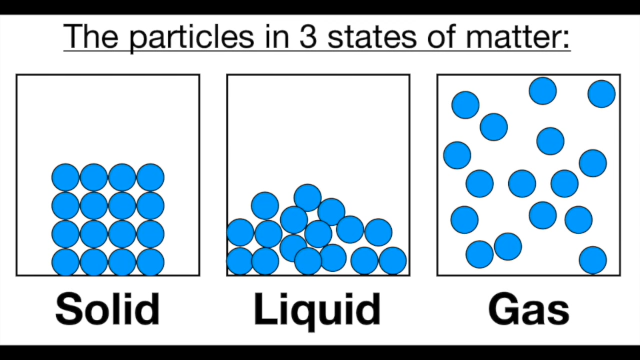 The particles in 3 states of matter:
Solid Liquid Gas